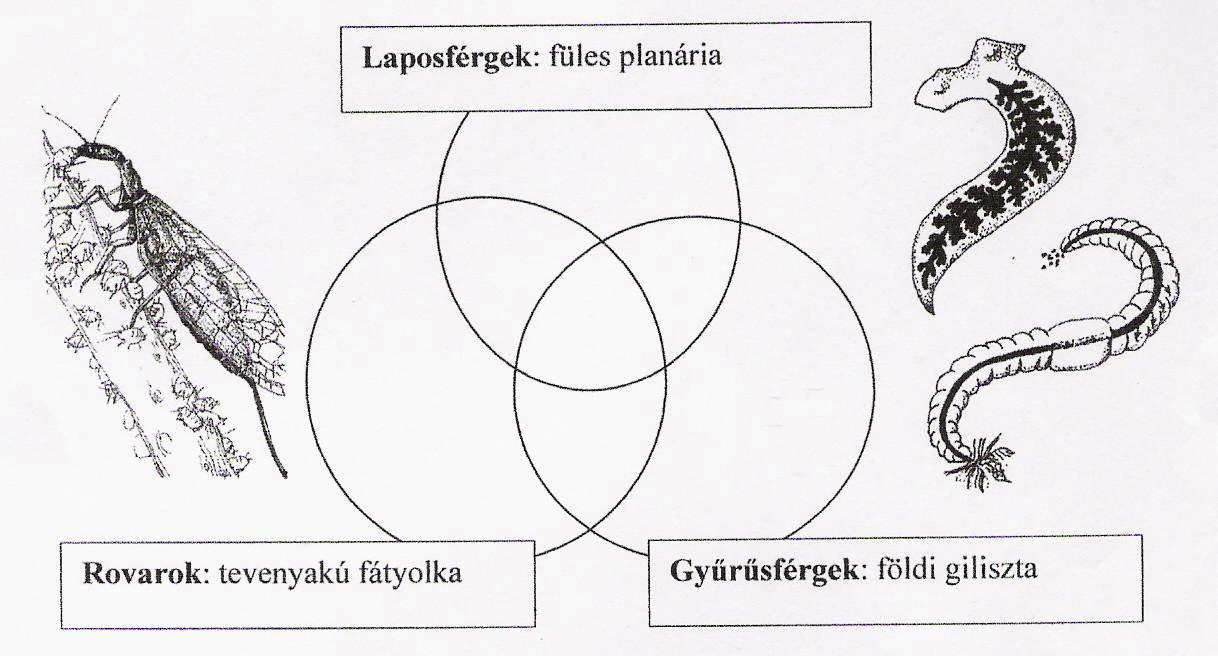 Laposférgek: füles planária
Rovarok: tevenyakú fátyolka
Gyűrűsférgek: földi giliszta